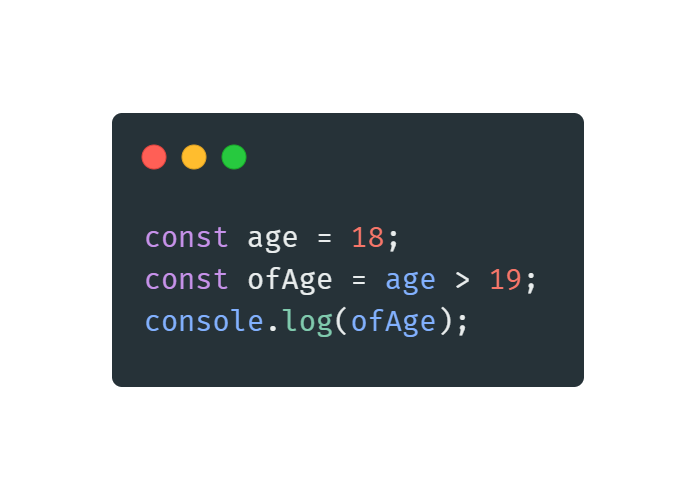 const age = 18;
const ofAge = age > 19;
console.log(ofAge);